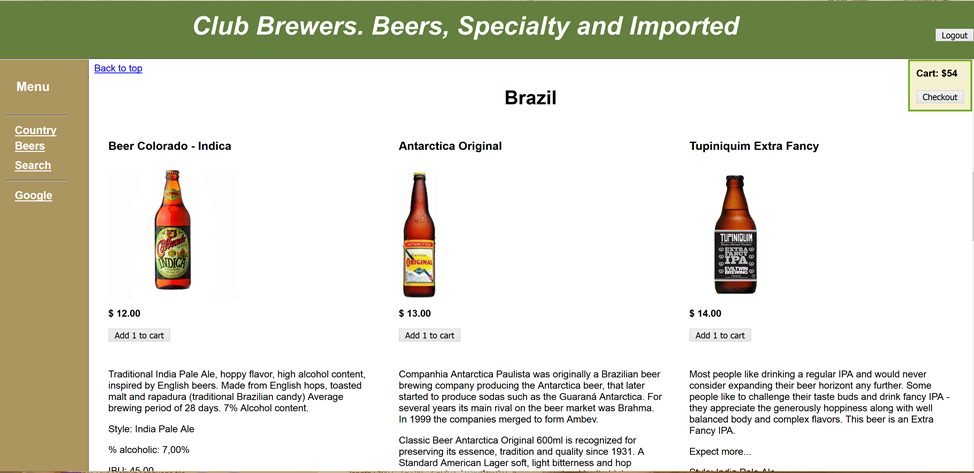 Club Brewers. Beers, Specialty and Imported
Logout
Menu
Country
Beers
Search
Google
Back to top
Cart: $54
Checkout
Brazil
Beer Colorado - Indica
Colorado
INDICA
$ 12.00
Add 1 to cart
Traditional India Pale Ale, hoppy flavor, high alcohol content,
inspired by English beers. Made from English hops, toasted
malt and rapadura (traditional Brazilian candy) Average
brewing period of 28 days. 7% Alcohol content.
Style: India Pale Ale
% alcoholic: 7,00%
IBU: 45,00
Antarctica Original
ORIGINAL
$ 13.00
Add 1 to cart
Companhia Antarctica Paulista was originally a Brazilian beer
brewing company producing the Antarctica beer, that later
started to produce sodas such as the Guaraná Antarctica. For
several years its main rival on the beer market was Brahma.
In 1999 the companies merged to form Ambev.
Classic Beer Antarctica Original 600ml is recognized for
preserving its essence, tradition and quality since 1931. A
Standard American Lager soft, light bitterness and hop
Tupiniquim Extra Fancy
TUPINIQUIM
EXTRA
FANCY
IPA
EVILTWIN
BREWING
$ 14.00
Add 1 to cart
Most people like drinking a regular IPA and would never
consider expanding their beer horizont any further. Some
people like to challenge their taste buds and drink fancy IPA -
they appreciate the generously hoppiness along with well
balanced body and complex flavors. This beer is an Extra
Fancy IPA.
Expect more...
Style: India Pale Ale